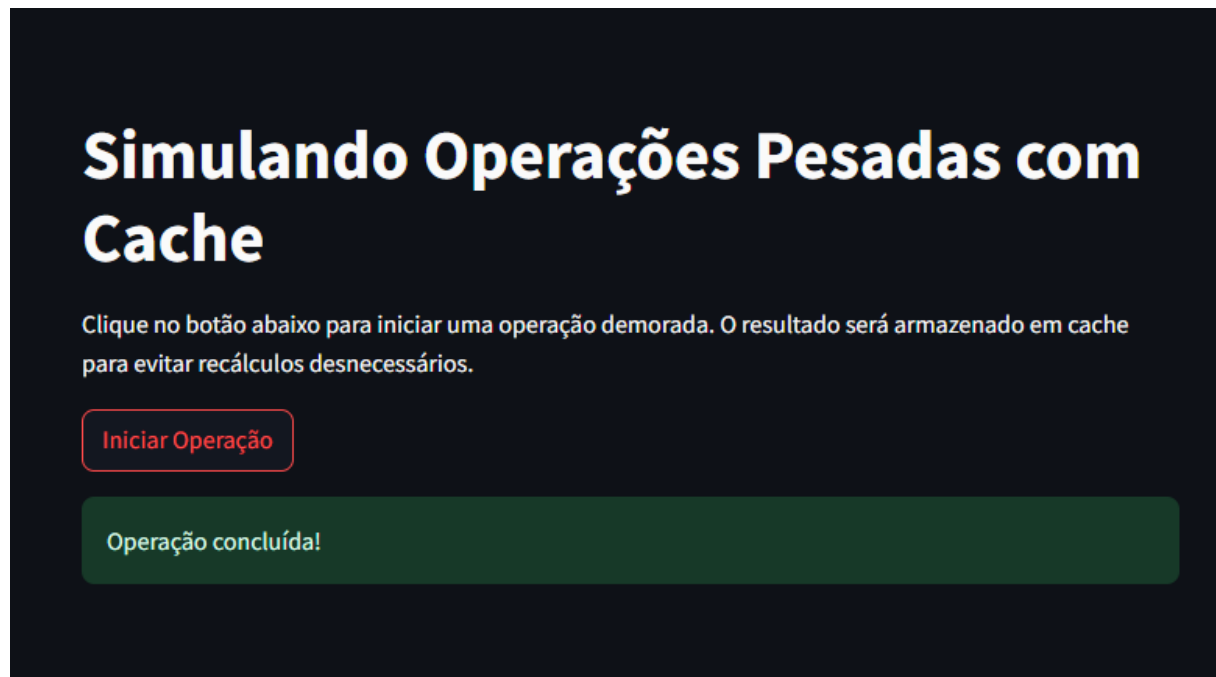 Simulando Operações Pesadas com
Cache
Clique no botão abaixo para iniciar uma operação demorada. O resultado será armazenado em cache
para evitar recálculos desnecessários.
Iniciar Operação
Operação concluída!